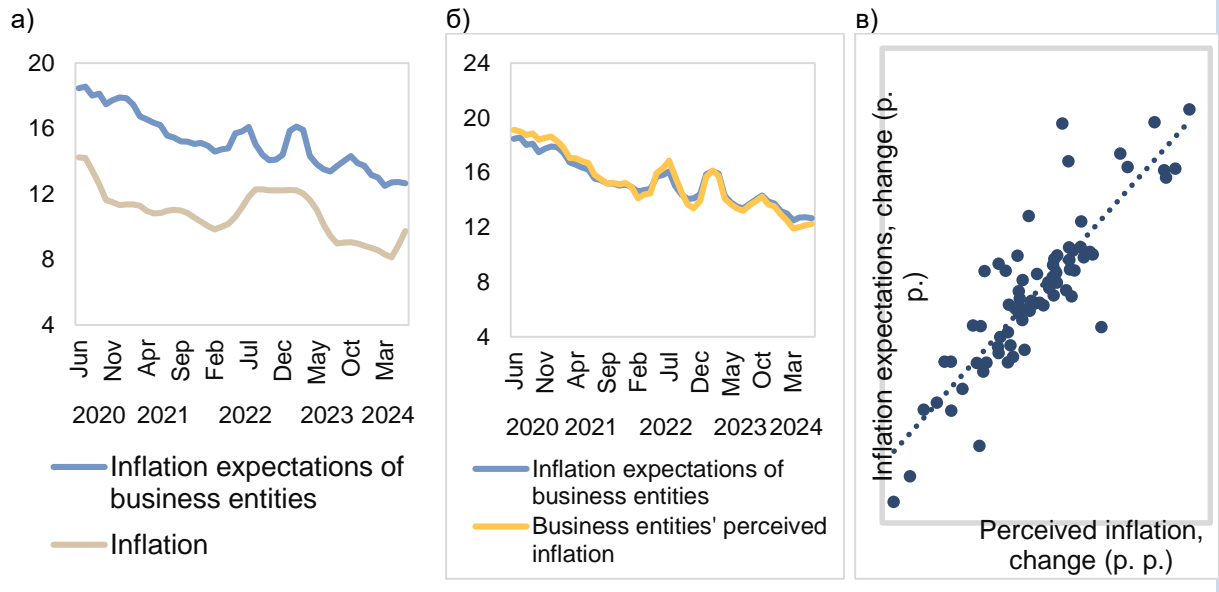 а)
20
16
12
8
4
Jun
Nov
Apr
Sep
Feb
Jul
Dec
May
Oct
Mar
2020 2021 2022 2023 2024
Inflation expectations of
business entities
Inflation
б)
24
20
16
12
8
4
Jun
Nov
Apr
Sep
Feb
Jul
Dec
May
Oct
Mar
2020 2021 2022 2023 2024
Inflation expectations of
business entities
Business entities' perceived
inflation
в)
Inflation expectations, change (p.
p.)
Perceived inflation,
change (p. p.)